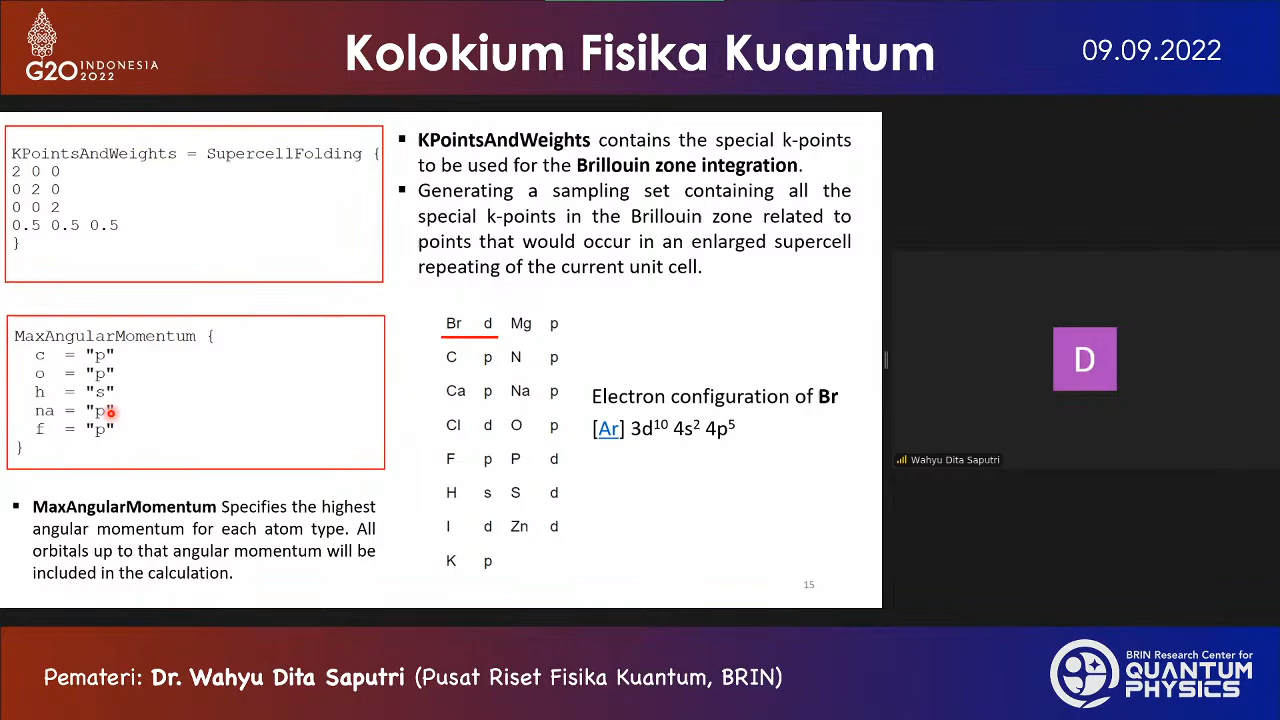 G20 INDONESIA
2022
Kolokium Fisika Kuantum
09.09.2022
KPointsAndWeights = SupercellFolding {
2 0 0
0 2 0
0 0 2
0.5 0.5 0.5
}
▪ KPointsAndWeights contains the special k-points
to be used for the Brillouin zone integration.
▪ Generating a sampling set containing all the
special k-points in the Brillouin zone related to
points that would occur in an enlarged supercell
repeating of the current unit cell.
MaxAngularMomentum {
c = "p"
o = "p"
h = "s"
na = "p"
f = "p"
}
▪ MaxAngularMomentum Specifies the highest
angular momentum for each atom type. All
orbitals up to that angular momentum will be
included in the calculation.
Br d Mg p
C p N p
Ca p Na p
Cl d O p
F p P d
H s S d
I d Zn d
K p
Electron configuration of Br
[Ar] 3d¹⁰ 4s² 4p⁵
15
D
Wahyu Dita Saputri
Pemateri: Dr. Wahyu Dita Saputri (Pusat Riset Fisika Kuantum, BRIN)
BRIN Research Center for
QUANTUM
PHYSICS